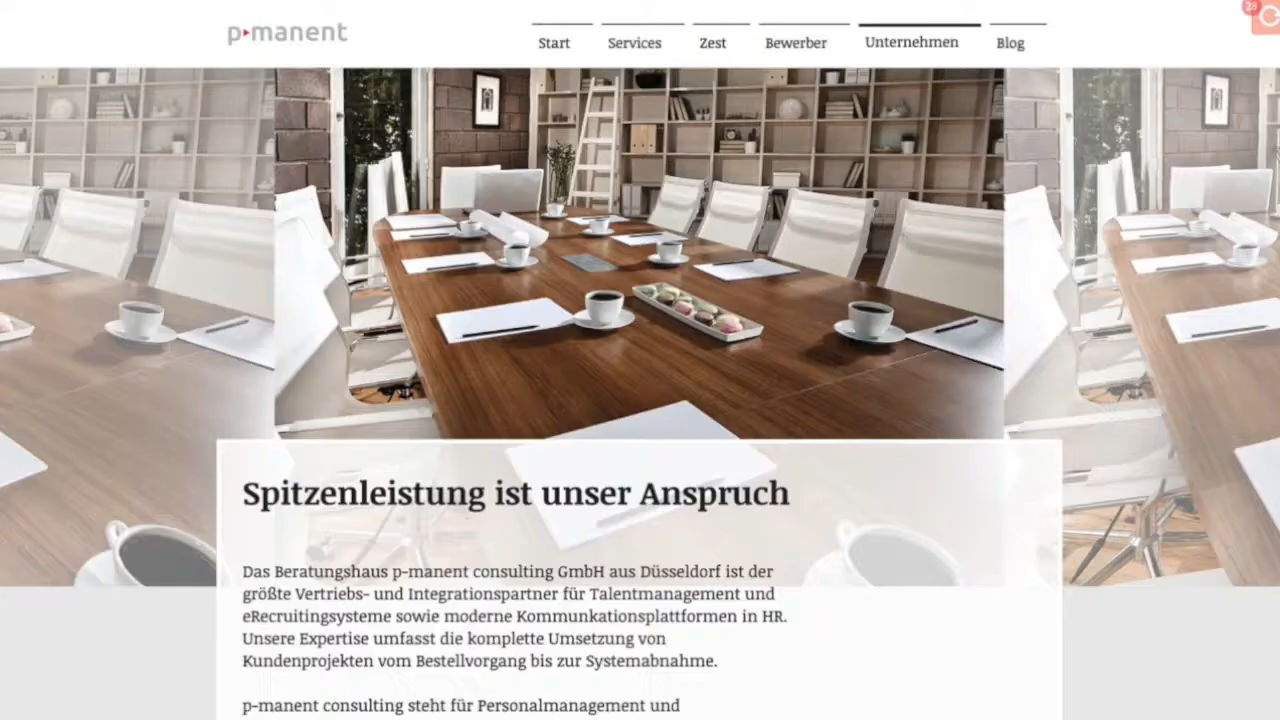 p-manent
Start Services Zest Bewerber Unternehmen Blog
28
Spitzenleistung ist unser Anspruch
Das Beratungshaus p-manent consulting GmbH aus Düsseldorf ist der
größte Vertriebs- und Integrationspartner für Talentmanagement und
eRecruitingsysteme sowie moderne Kommunkationsplattformen in HR.
Unsere Expertise umfasst die komplette Umsetzung von
Kundenprojekten vom Bestellvorgang bis zur Systemabnahme.
p-manent consulting steht für Personalmanagement und